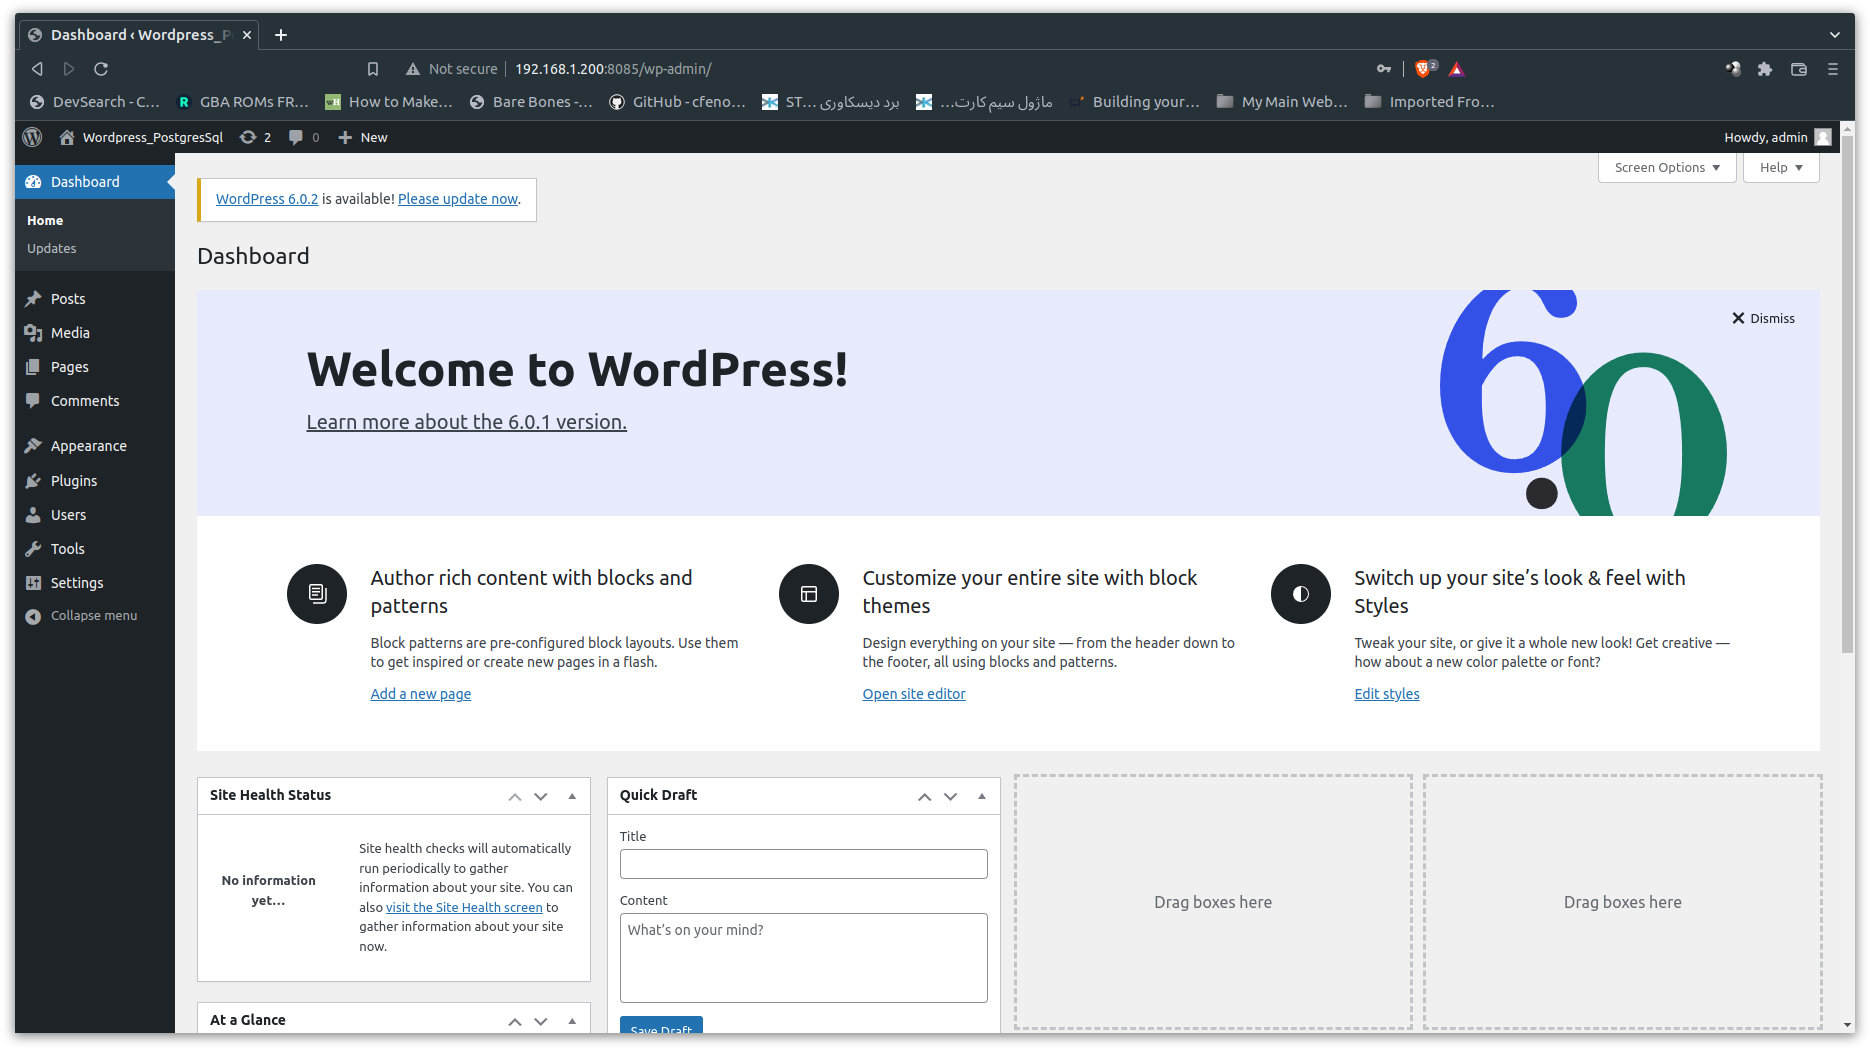 Dashboard ‹ Wordpress_P
Not secure 192.168.1.200:8085/wp-admin/
2
DevSearch - C... GBA ROMs FR... How to Make... Bare Bones -... GitHub - cfeno... برد دیسکاوری ST... ماژول سیم کارت... Building your... My Main Web... Imported Fro...
Wordpress_PostgresSql 2 0 New Howdy, admin
Dashboard
Home
Updates
Posts
Media
Pages
Comments
Appearance
Plugins
Users
Tools
Settings
Collapse menu
Screen Options Help
WordPress 6.0.2 is available! Please update now.
Dashboard
Dismiss
Welcome to WordPress!
Learn more about the 6.0.1 version.
6.0
Author rich content with blocks and
patterns
Block patterns are pre-configured block layouts. Use them
to get inspired or create new pages in a flash.
Add a new page
Customize your entire site with block
themes
Design everything on your site — from the header down to
the footer, all using blocks and patterns.
Open site editor
Switch up your site’s look & feel with
Styles
Tweak your site, or give it a whole new look! Get creative —
how about a new color palette or font?
Edit styles
Site Health Status
No information
yet...
Site health checks will automatically
run periodically to gather
information about your site. You can
also visit the Site Health screen to
gather information about your site
now.
At a Glance
Quick Draft
Title
Content
What’s on your mind?
Save Draft
Drag boxes here
Drag boxes here